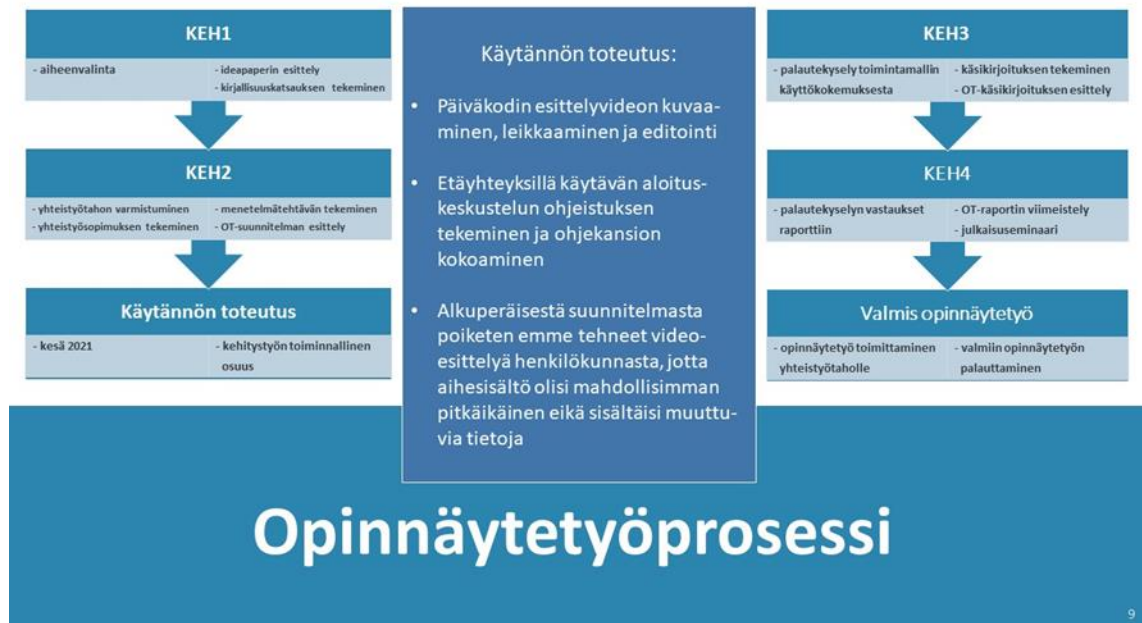 KEH1
- aiheenvalinta
- ideapaperin esittely
- kirjallisuuskatsauksen tekeminen
KEH2
- yhteistyötahon varmistuminen
- yhteistyösopimuksen tekeminen
- menetelmätehtävän tekeminen
- OT-suunnitelman esittely
Käytännön toteutus
- kesä 2021
- kehitystyön toiminnallinen
osuus
Käytännön toteutus:
• Päiväkodin esittelyvideon kuvaa-
minen, leikkaaminen ja editointi
• Etäyhteyksillä käytävän aloitus-
keskustelun ohjeistuksen
tekeminen ja ohjekansion
kokoaminen
• Alkuperäisestä suunnitelmasta
poiketen emme tehneet video-
esittelyä henkilökunnasta, jotta
aihesisältö olisi mahdollisimman
pitkäikäinen eikä sisältäisi muuttu-
via tietoja
KEH3
- palautekysely toimintamallin
käyttökokemuksesta
- käsikirjoituksen tekeminen
- OT-käsikirjoituksen esittely
KEH4
- palautekyselyn vastaukset
raporttiin
- OT-raportin viimeistely
- julkaisuseminaari
Valmis opinnäytetyö
- opinnäytetyö toimittaminen
yhteistyötaholle
- valmiin opinnäytetyön
palauttaminen
Opinnäytetyöprosessi
9